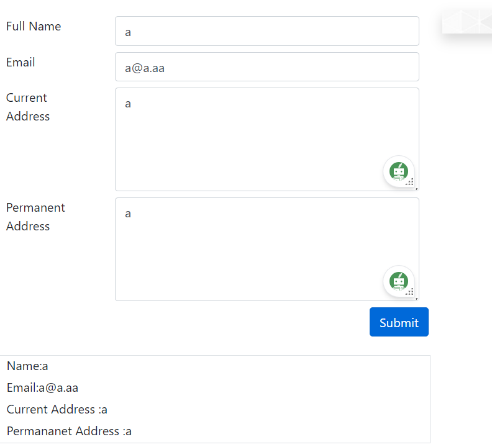 Full Name
a
Email
a@a.aa
Current
Address
a
Permanent
Address
a
Submit
Name:a
Email:a@a.aa
Current Address :a
Permananet Address :a